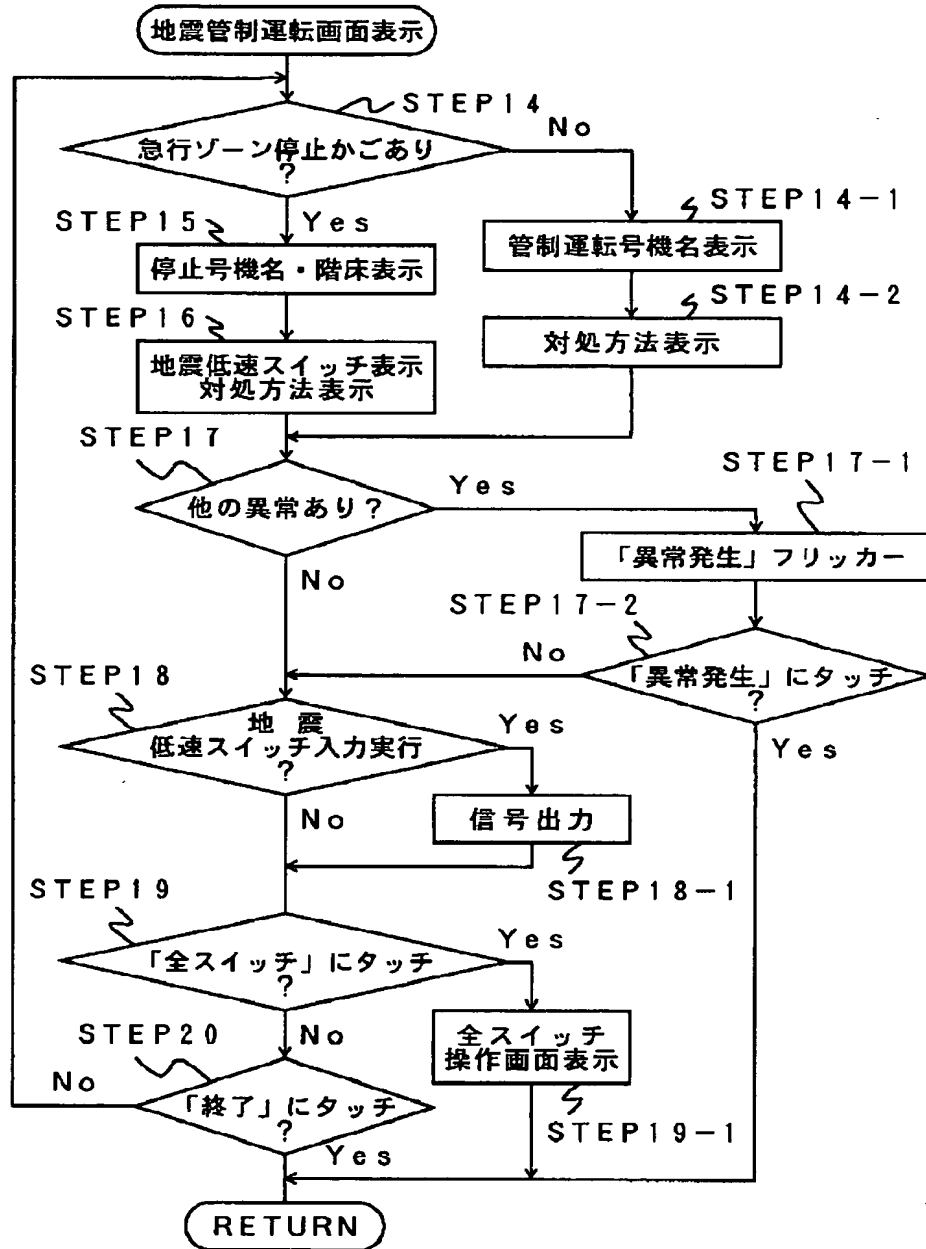 地震管制運転画面表示
STEP14
急行ゾーン停止かごあり
?
No
Yes
STEP14-1
管制運転号機名表示
STEP14-2
対処方法表示
STEP15
停止号機名・階床表示
STEP16
地震低速スイッチ表示
対処方法表示
STEP17
他の異常あり?
Yes
No
STEP17-1
「異常発生」フリッカー
STEP17-2
「異常発生」にタッチ
?
No
Yes
STEP18
地震
低速スイッチ入力実行
?
Yes
No
信号出力
STEP18-1
STEP19
「全スイッチ」にタッチ
?
Yes
No
全スイッチ
操作画面表示
STEP19-1
STEP20
「終了」にタッチ
?
No
Yes
RETURN